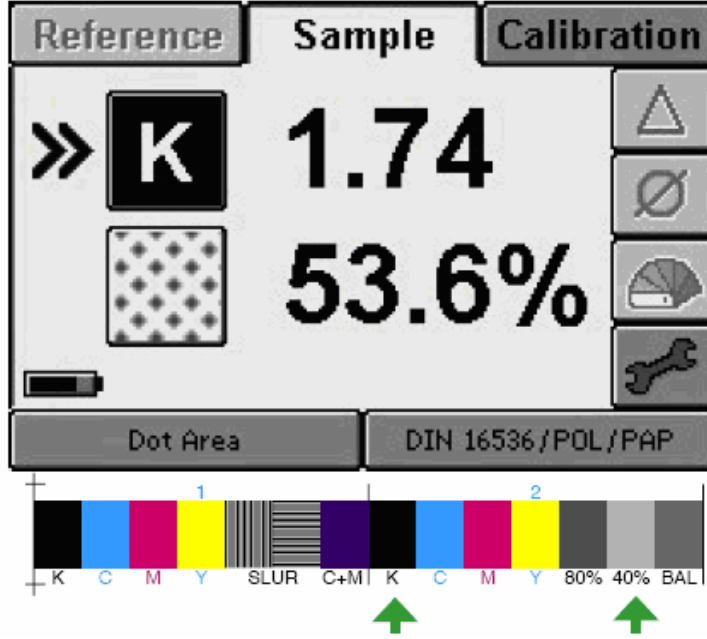 Reference Sample Calibration
K 1.74
53.6%
Dot Area DIN 16536/POL/PAP
1 2
K C M Y SLUR C+M K C M Y 80% 40% BAL